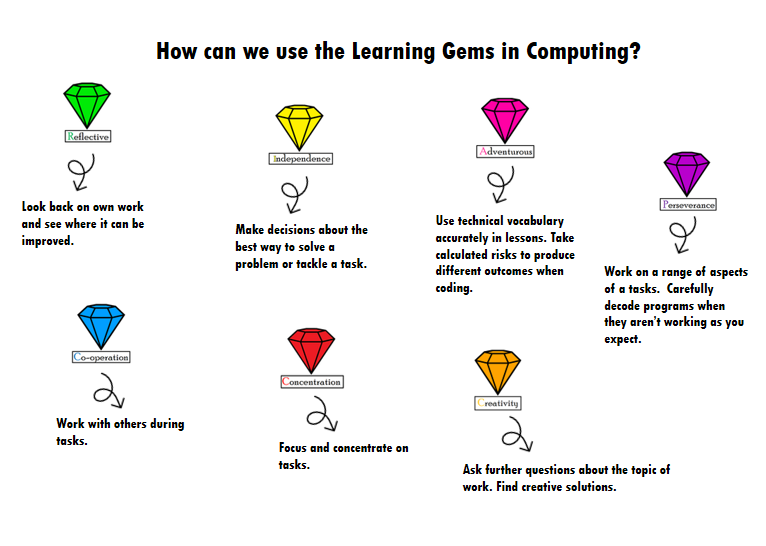 How can we use the Learning Gems in Computing?
Reflective
Look back on own work
and see where it can be
improved.
Independence
Make decisions about the
best way to solve a
problem or tackle a task.
Adventurous
Use technical vocabulary
accurately in lessons. Take
calculated risks to produce
different outcomes when
coding.
Perseverance
Work on a range of aspects
of a tasks.  Carefully
decode programs when
they aren't working as you
expect.
Co-operation
Work with others during
tasks.
Concentration
Focus and concentrate on
tasks.
Creativity
Ask further questions about the topic of
work. Find creative solutions.